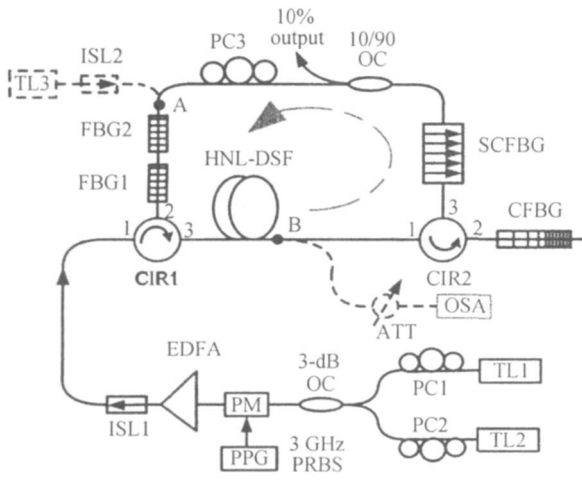 10%
output
10/90
OC
PC3
ISL2
TL3
A
FBG2
FBG1
HNL-DSF
SCFBG
2
1
3
B
3
1
2
CFBG
CIR1
CIR2
ATT
OSA
EDFA
3-dB
OC
PC1
TL1
ISL1
PM
PC2
TL2
PPG
3 GHz
PRBS